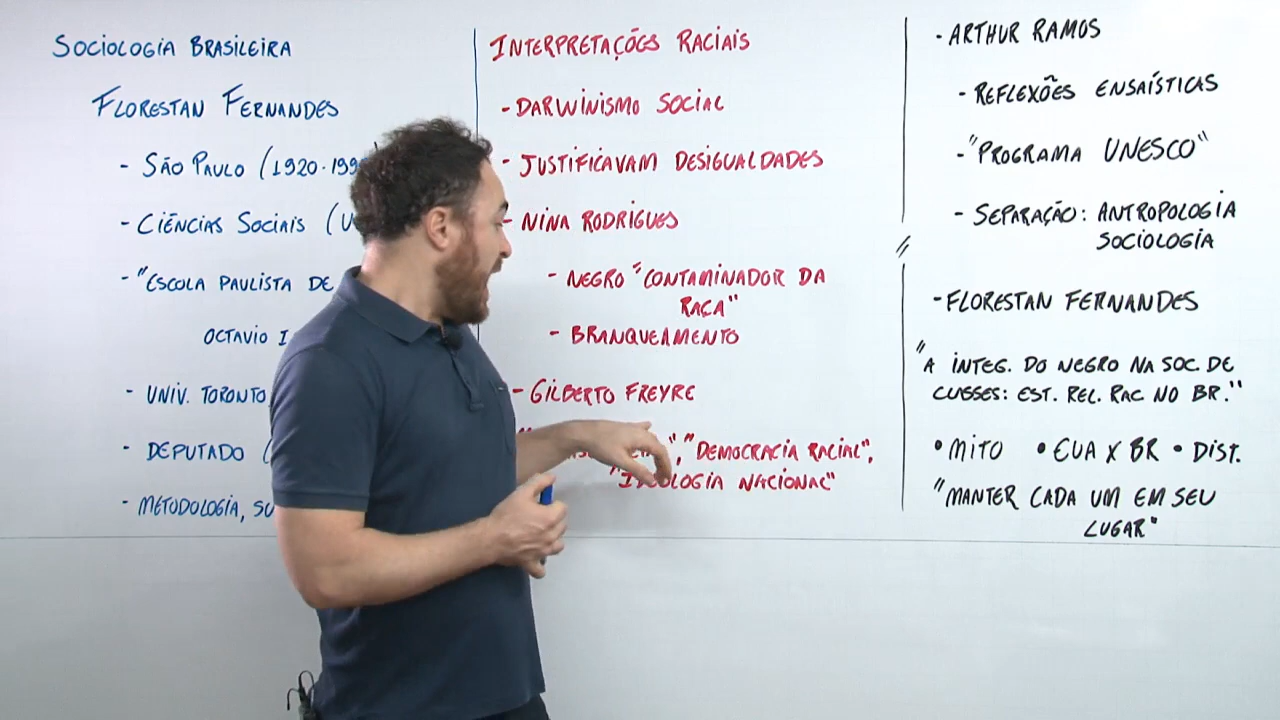 SOCIOLOGIA BRASILEIRA
FLORESTAN FERNANDES
- SÃO PAULO (1920-199
- CIÊNCIAS SOCIAIS (U
- "ESCOLA PAULISTA DE
OCTAVIO I
- UNIV. TORONTO
- DEPUTADO (
- METODOLOGIA, SU
INTERPRETAÇÕES RACIAIS
- DARWINISMO SOCIAL
- JUSTIFICAVAM DESIGUALDADES
- NINA RODRIGUES
- NEGRO "CONTAMINADOR DA
RAÇA"
- BRANQUEAMENTO
- GILBERTO FREYRE
", "DEMOCRACIA RACIAL",
"IDEOLOGIA NACIONAL"
- ARTHUR RAMOS
- REFLEXÕES ENSAÍSTICAS
- "PROGRAMA UNESCO"
- SEPARAÇÃO: ANTROPOLOGIA
SOCIOLOGIA
- FLORESTAN FERNANDES
"A INTEG. DO NEGRO NA SOC. DE
CLASSES: EST. REL. RAC NO BR."
• MITO • EUA X BR • DIST.
"MANTER CADA UM EM SEU
LUGAR"